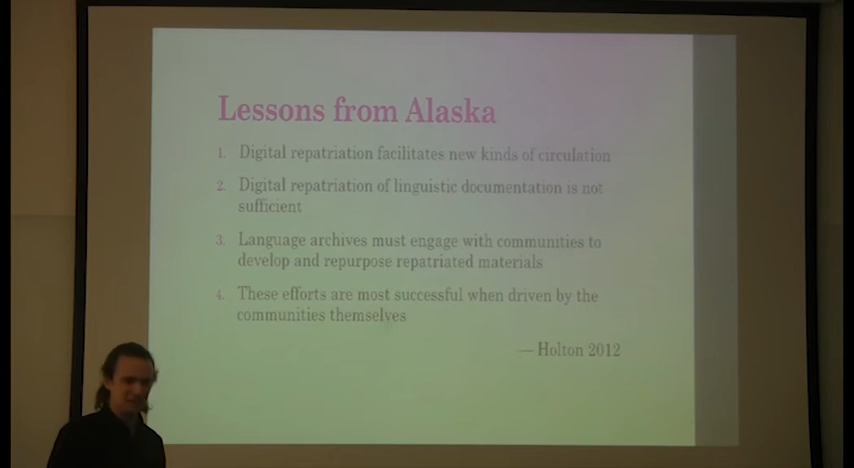 Lessons from Alaska
1. Digital repatriation facilitates new kinds of circulation
2. Digital repatriation of linguistic documentation is not
sufficient
3. Language archives must engage with communities to
develop and repurpose repatriated materials
4. These efforts are most successful when driven by the
communities themselves
— Holton 2012